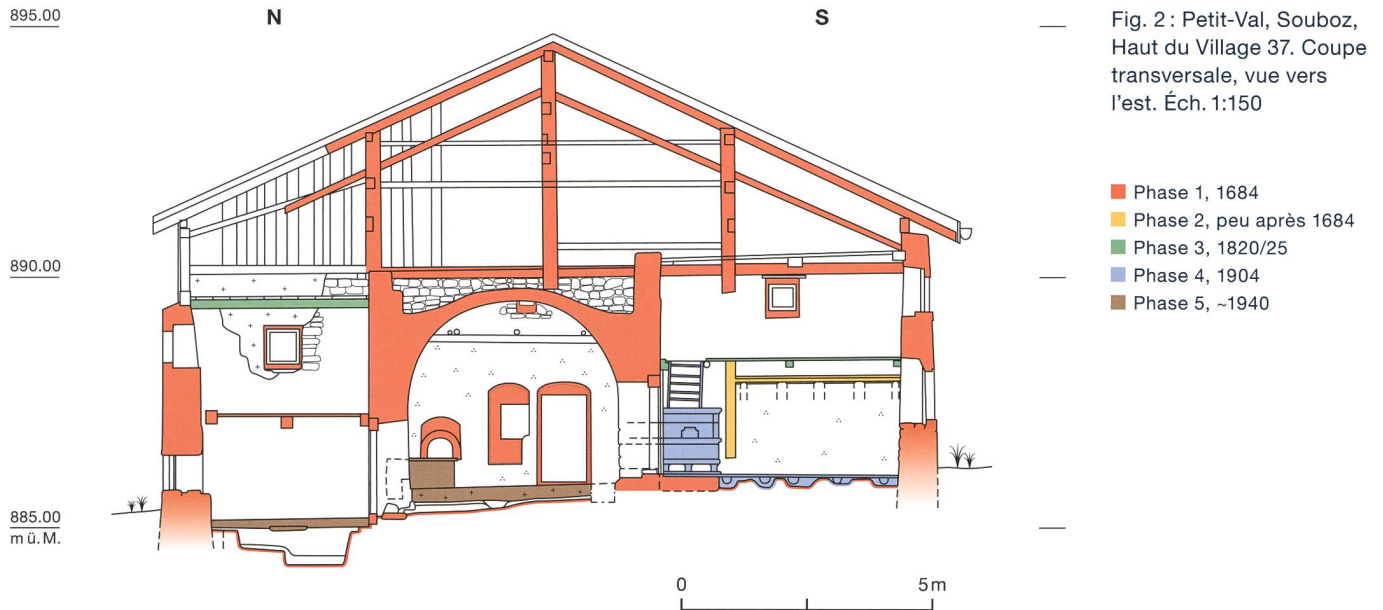 895.00
N
S
890.00
885.00
m ü. M.
0
5 m
Fig. 2 : Petit-Val, Souboz,
Haut du Village 37. Coupe
transversale, vue vers
l’est. Éch. 1:150
Phase 1, 1684
Phase 2, peu après 1684
Phase 3, 1820/25
Phase 4, 1904
Phase 5, ~1940